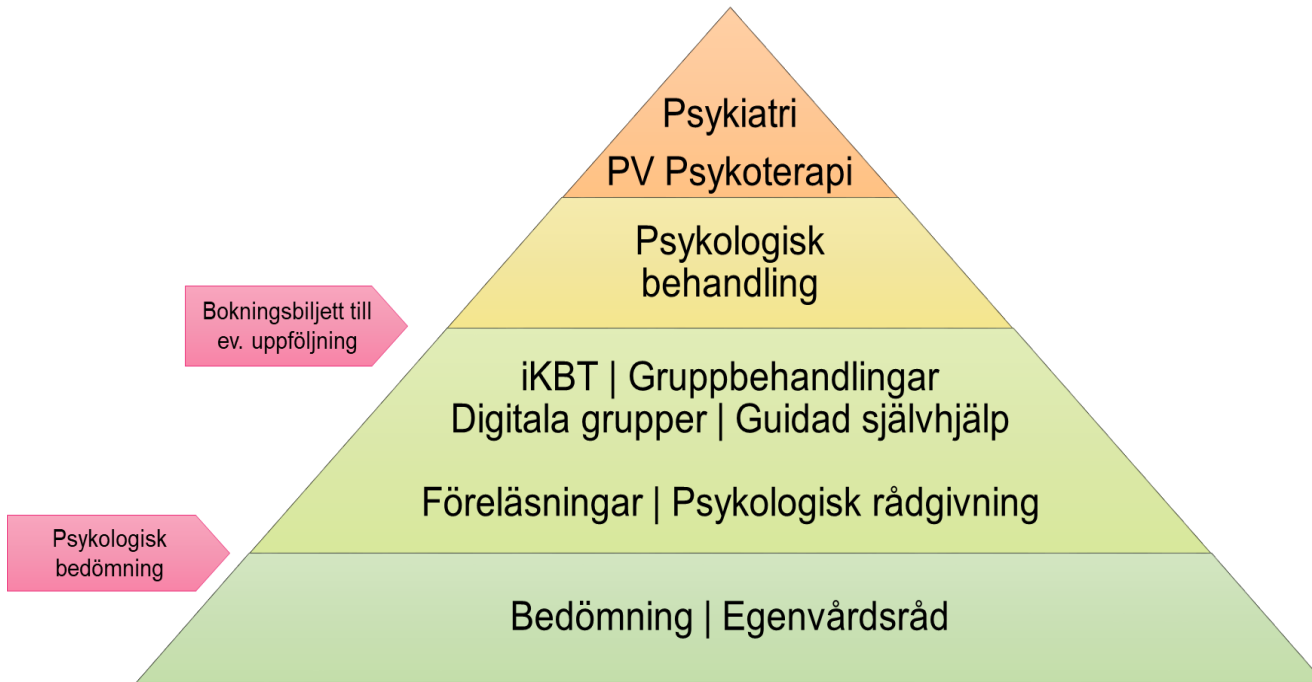 Psykiatri
PV Psykoterapi
Psykologisk
behandling
Bokningsbiljett till
ev. uppföljning
iKBT | Gruppbehandlingar
Digitala grupper | Guidad självhjälp
Föreläsningar | Psykologisk rådgivning
Psykologisk
bedömning
Bedömning | Egenvårdsråd